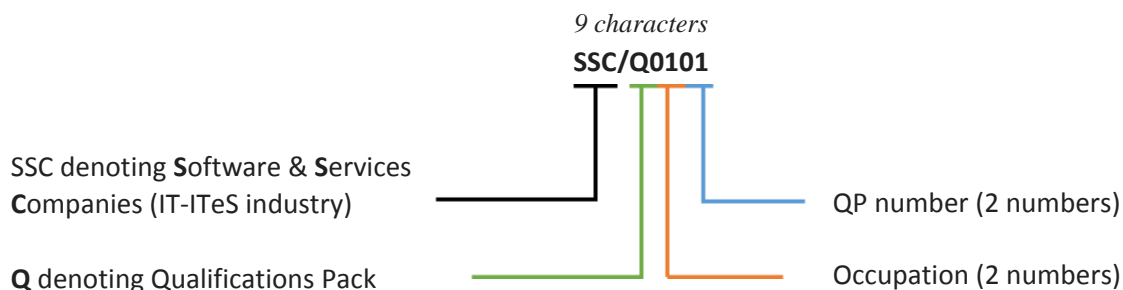 9 characters
SSC/Q0101
SSC denoting Software & Services
Companies (IT-ITeS industry)
QP number (2 numbers)
Q denoting Qualifications Pack
Occupation (2 numbers)